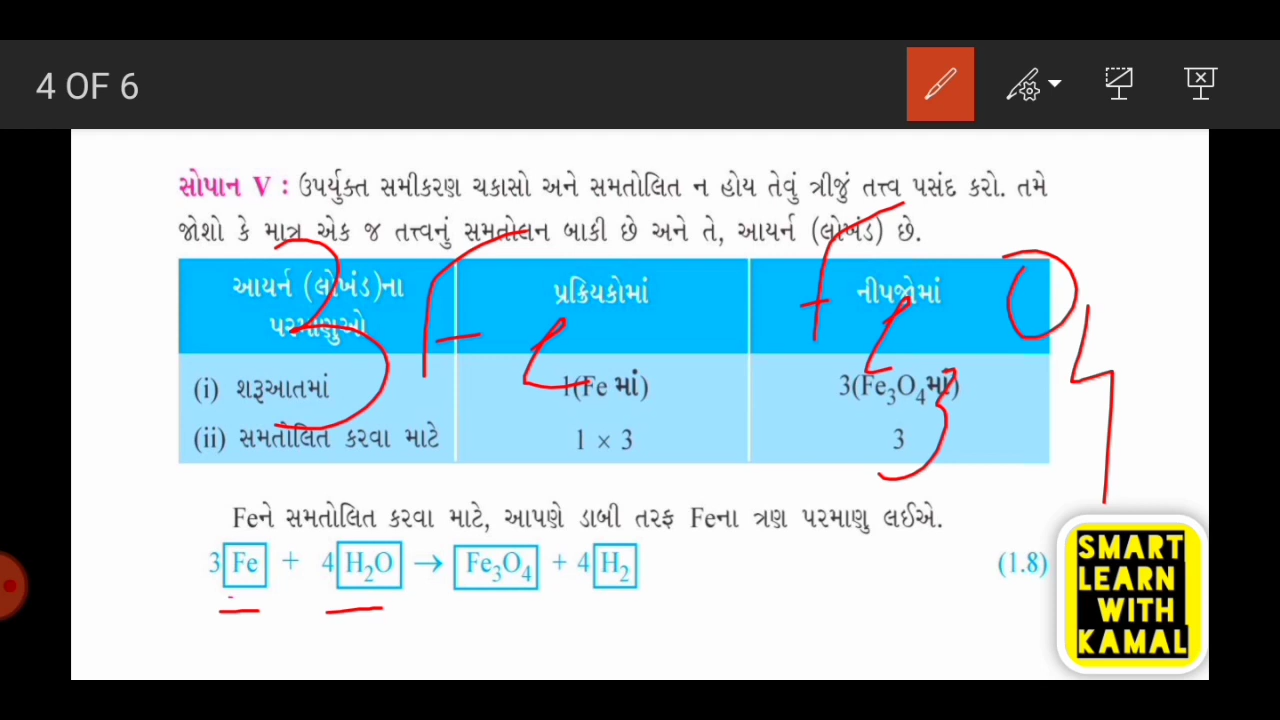 4 OF 6
સોપાન V : ઉપર્યુક્ત સમીકરણ ચકાસો અને સમતોલિત ન હોય તેવું ત્રીજું તત્ત્વ પસંદ કરો. તમે
જોશો કે માત્ર એક જ તત્ત્વનું સમતોલન બાકી છે અને તે, આયર્ન (લોખંડ) છે.
આયર્ન (લોખંડ)ના પરમાણુઓ પ્રક્રિયકોમાં નીપજોમાં
(i) શરૂઆતમાં 1(Fe માં) 3(Fe₃O₄માં)
(ii) સમતોલિત કરવા માટે 1 × 3 3
3 Fe Fe3O4
Feને સમતોલિત કરવા માટે, આપણે ડાબી તરફ Feના ત્રણ પરમાણુ લઈએ.
3 Fe + 4 H₂O → Fe₃O₄ + 4 H₂ (1.8)
SMART
LEARN
WITH
KAMAL